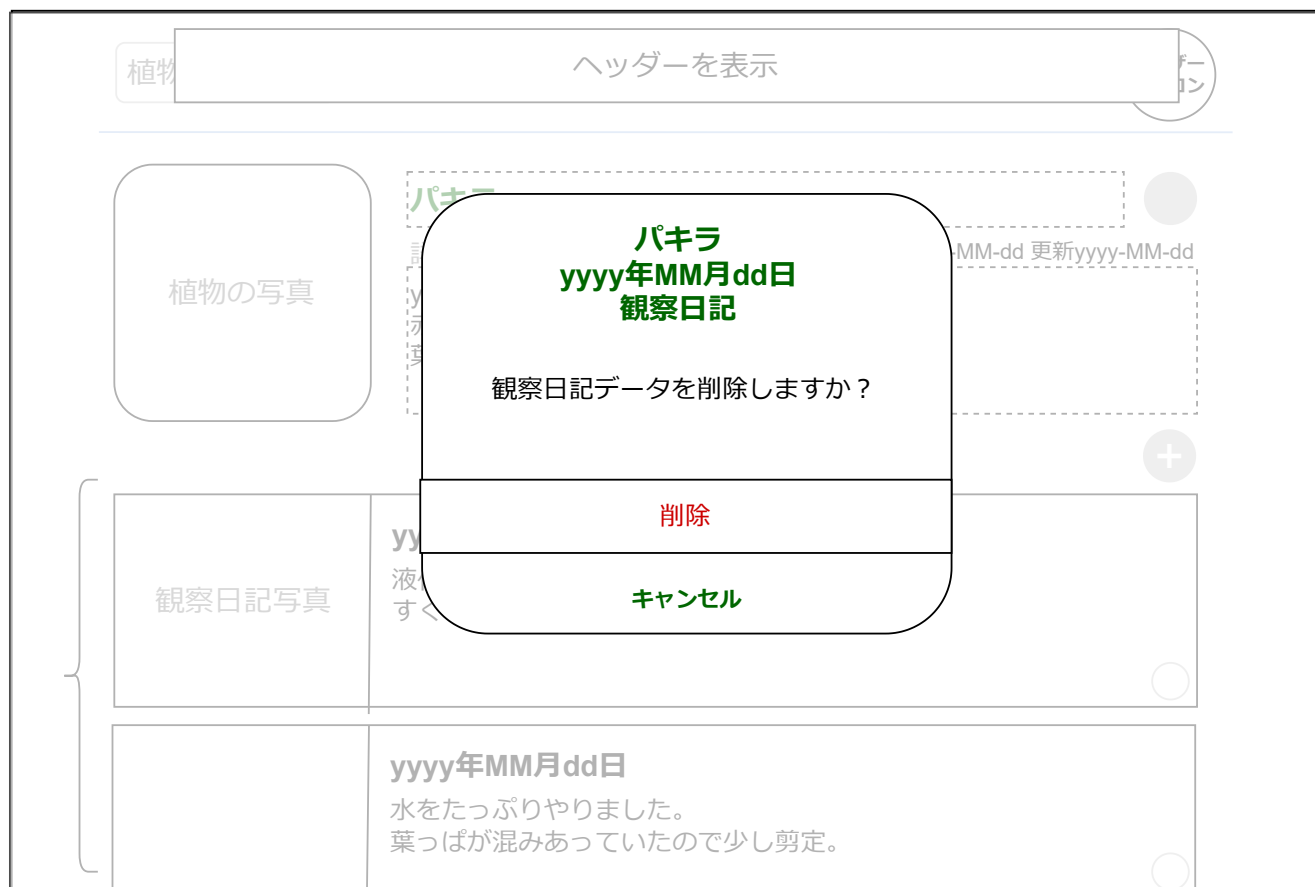 植物
ヘッダーを表示
パキラ
-MM-dd 更新yyyy-MM-dd
植物の写真
パキラ
yyyy年MM月dd日
観察日記
観察日記データを削除しますか？
削除
キャンセル
観察日記写真
yy
液
すく
yyyy年MM月dd日
水をたっぷりやりました。
葉っぱが混みあっていたので少し剪定。